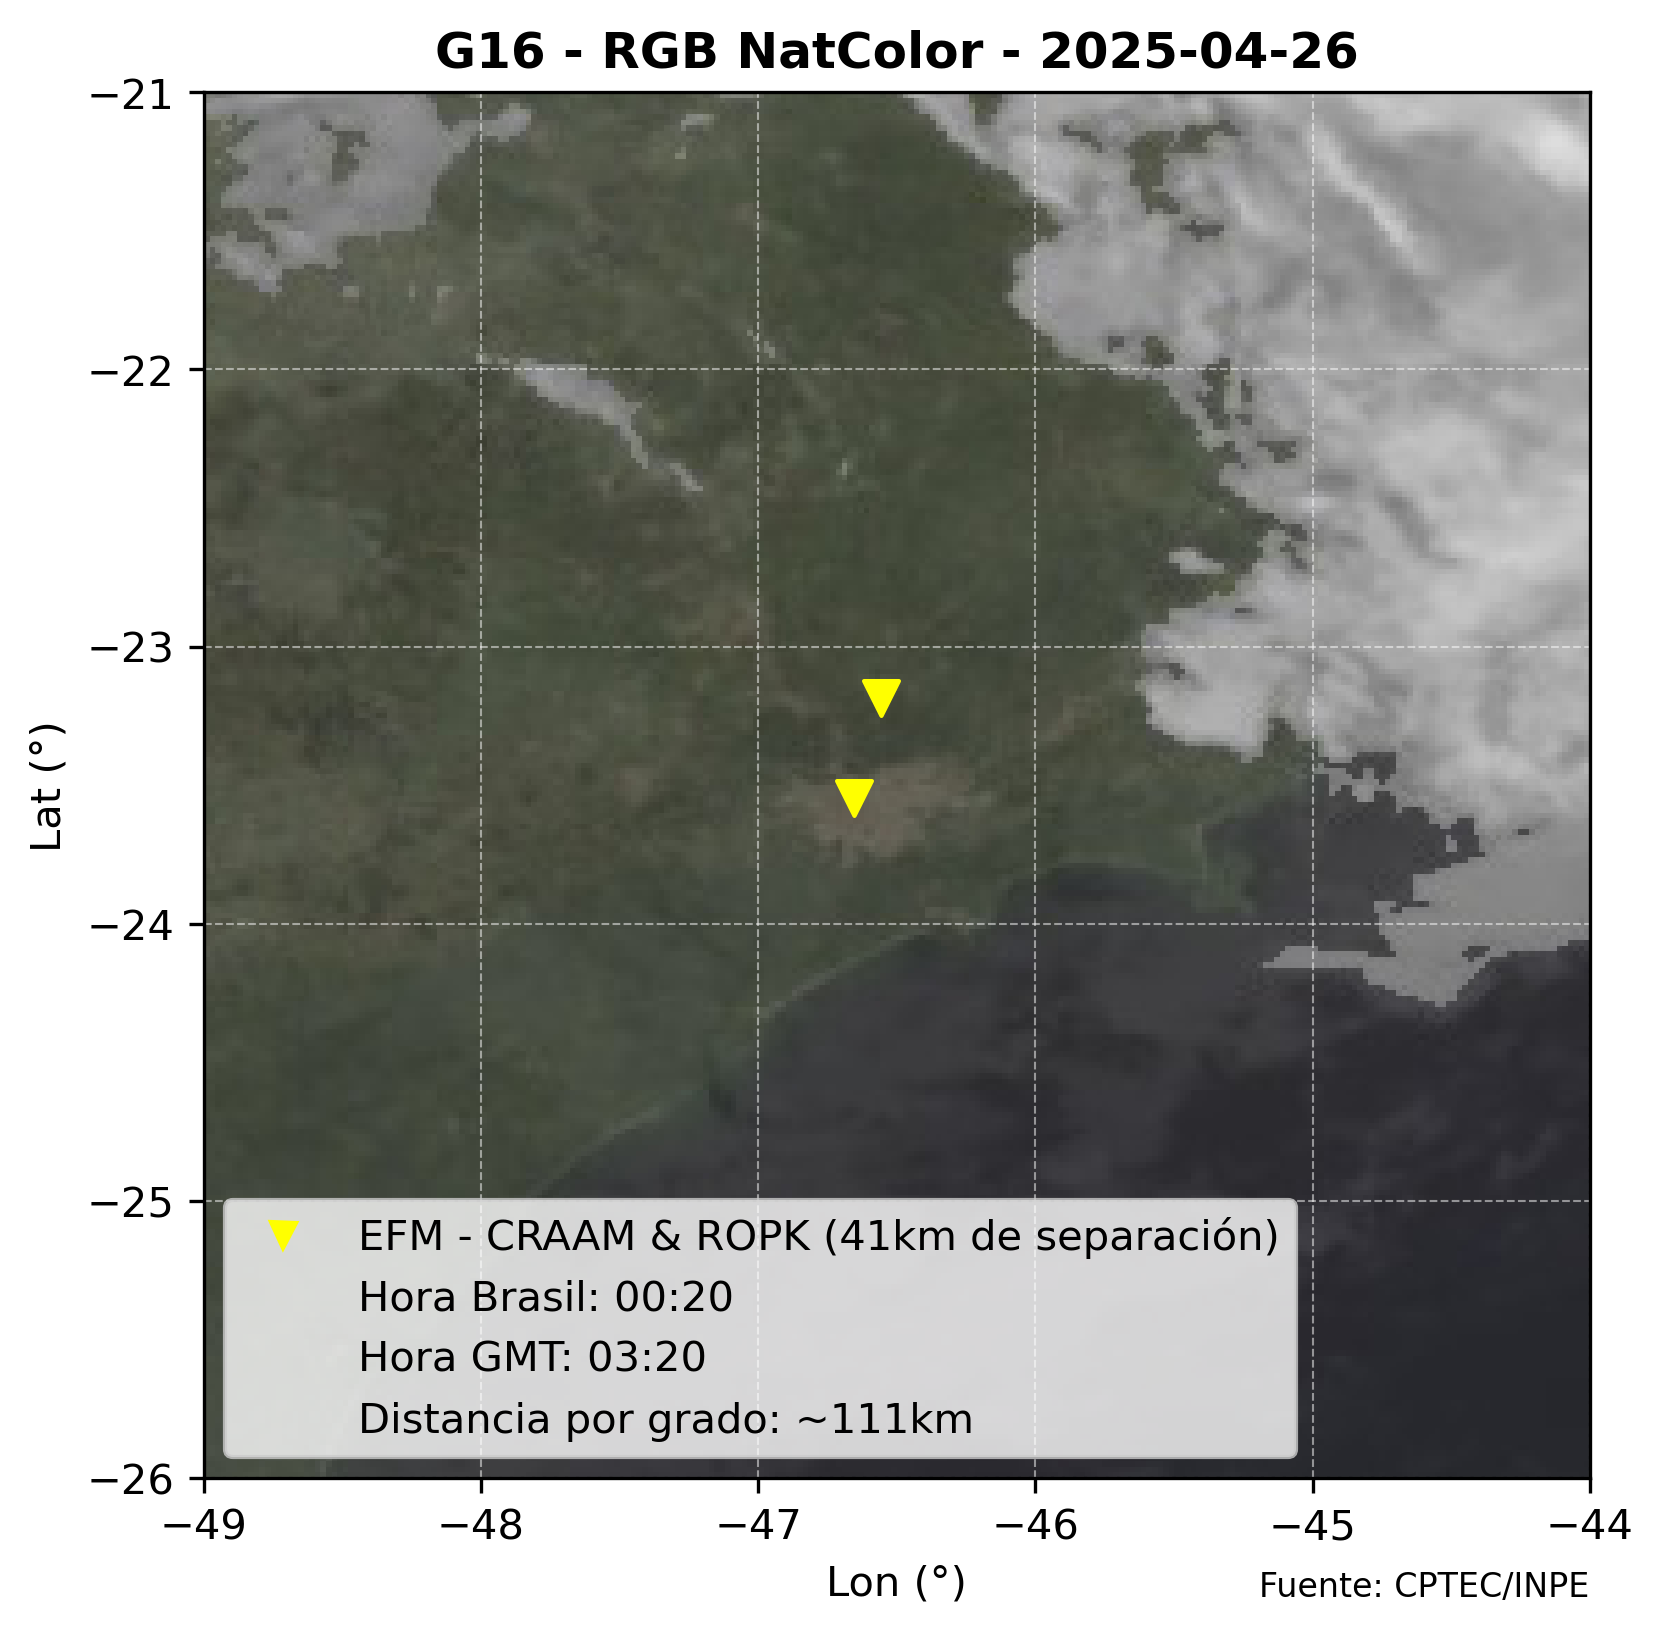 G16 - RGB NatColor - 2025-04-26
−21
−22
−23
−24
−25
−26
Lat (°)
EFM - CRAAM & ROPK (41km de separación)
Hora Brasil: 00:20
Hora GMT: 03:20
Distancia por grado: ~111km
−49 −48 −47 −46 −45 −44
Lon (°)
Fuente: CPTEC/INPE